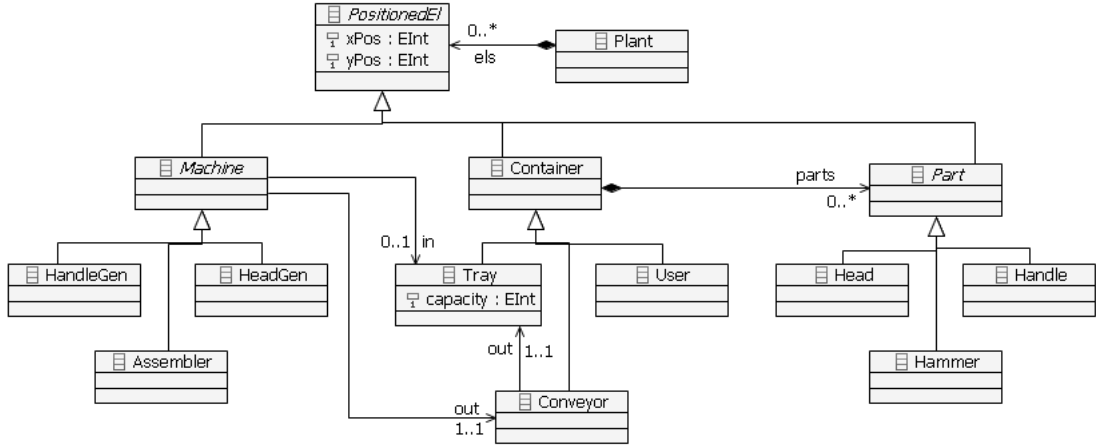 PositionedEl
xPos : EInt
yPos : EInt
0..*
els
Plant
Machine
Container
parts
0..*
Part
0..1 in
HandleGen
HeadGen
Tray
capacity : EInt
User
Head
Handle
out 1..1
Assembler
Hammer
out
1..1
Conveyor